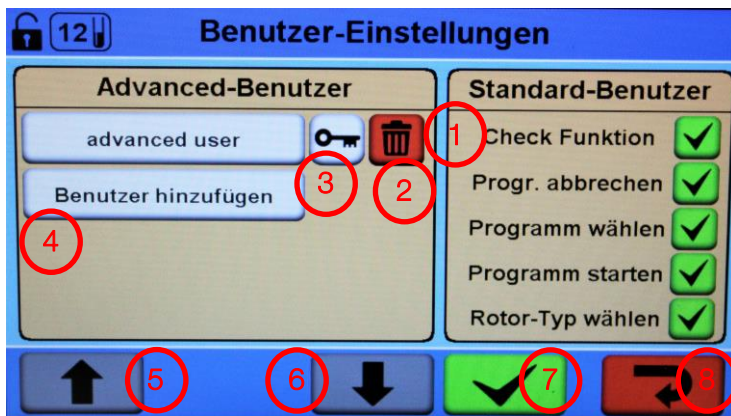 12
Benutzer-Einstellungen
Advanced-Benutzer
advanced user
Benutzer hinzufügen
Standard-Benutzer
Check Funktion
Progr. abbrechen
Programm wählen
Programm starten
Rotor-Typ wählen
1
2
3
4
5
6
7
8